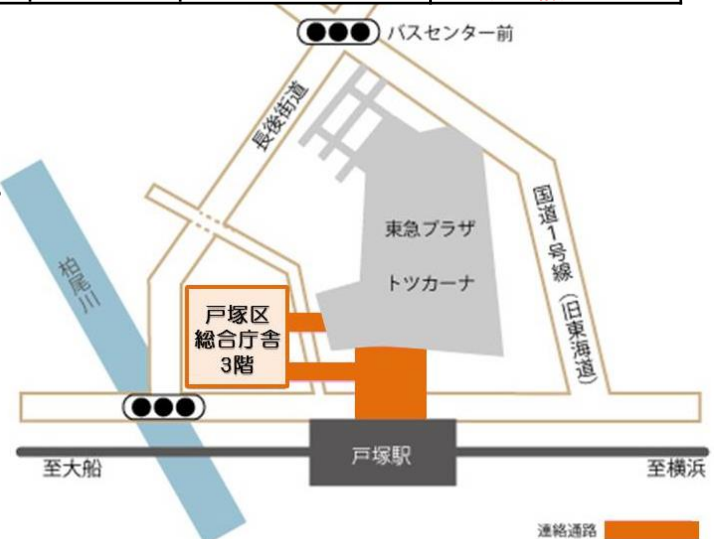 バスセンター前
長後街道
国道1号線(旧東海道)
柏尾川
東急プラザ
トツカーナ
戸塚区
総合庁舎
3階
戸塚駅
至大船
至横浜
連絡通路